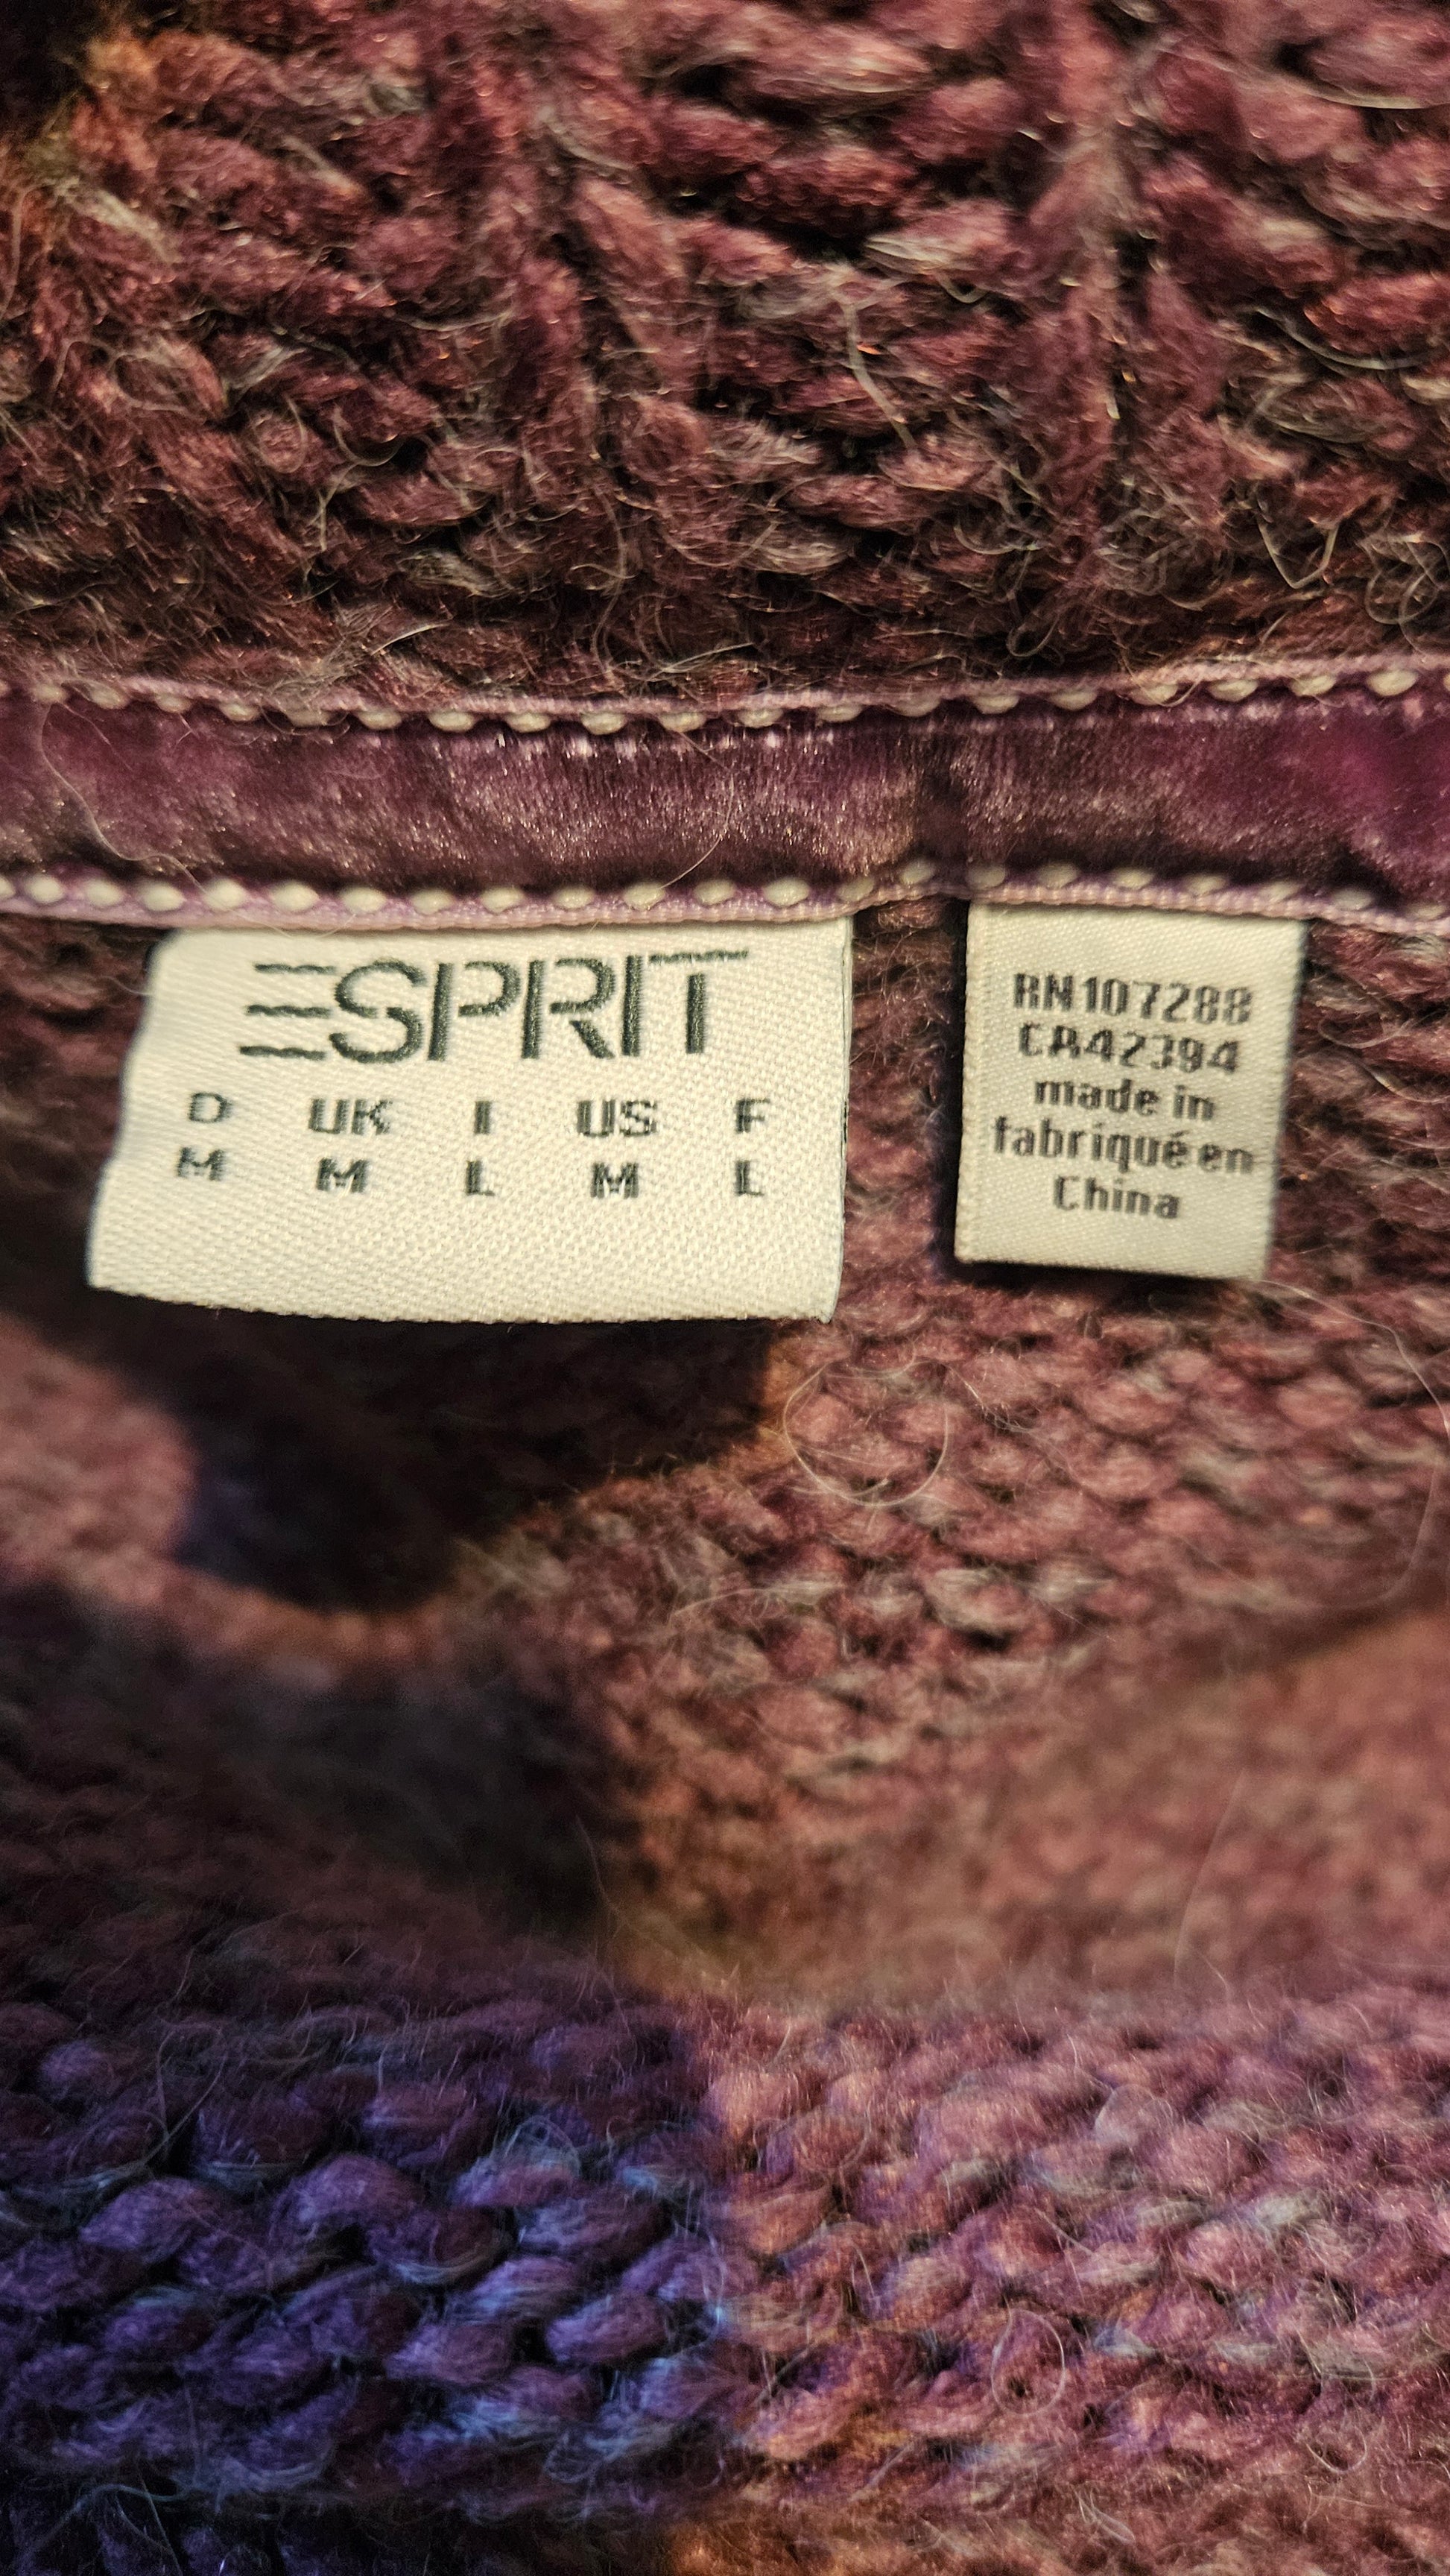 ESPRIT
D UK I US F
M M L M L
RN107288
CA42394
made in
fabriqué en
China